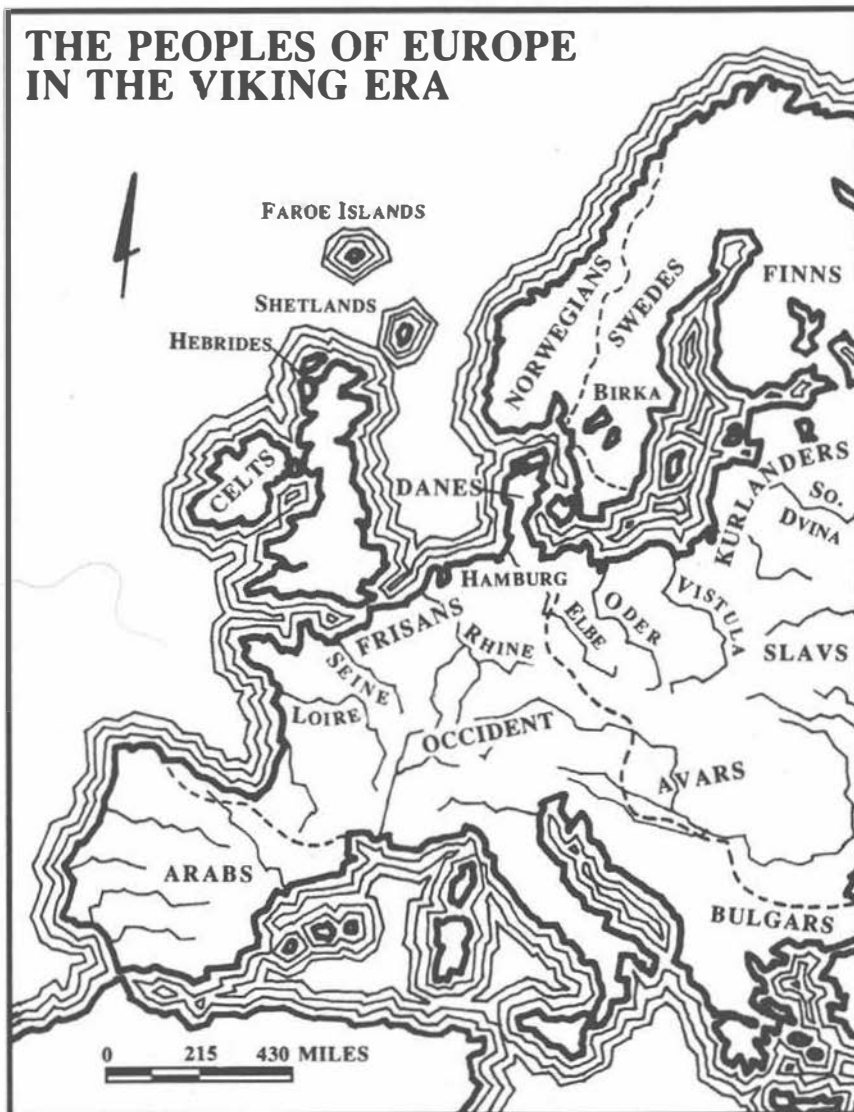 THE PEOPLES OF EUROPE
IN THE VIKING ERA
FAROE ISLANDS
SHETLANDS
HEBRIDES
NORWEGIANS
SWEDES
FINNS
BIRKA
CELTS
DANES
KURLANDERS
SO.
DVINA
HAMBURG
FRISANS
RHINE
ELBE
ODER
VISTULA
SLAVS
SEINE
LOIRE
OCCIDENT
AVARS
ARABS
BULGARS
0 215 430 MILES